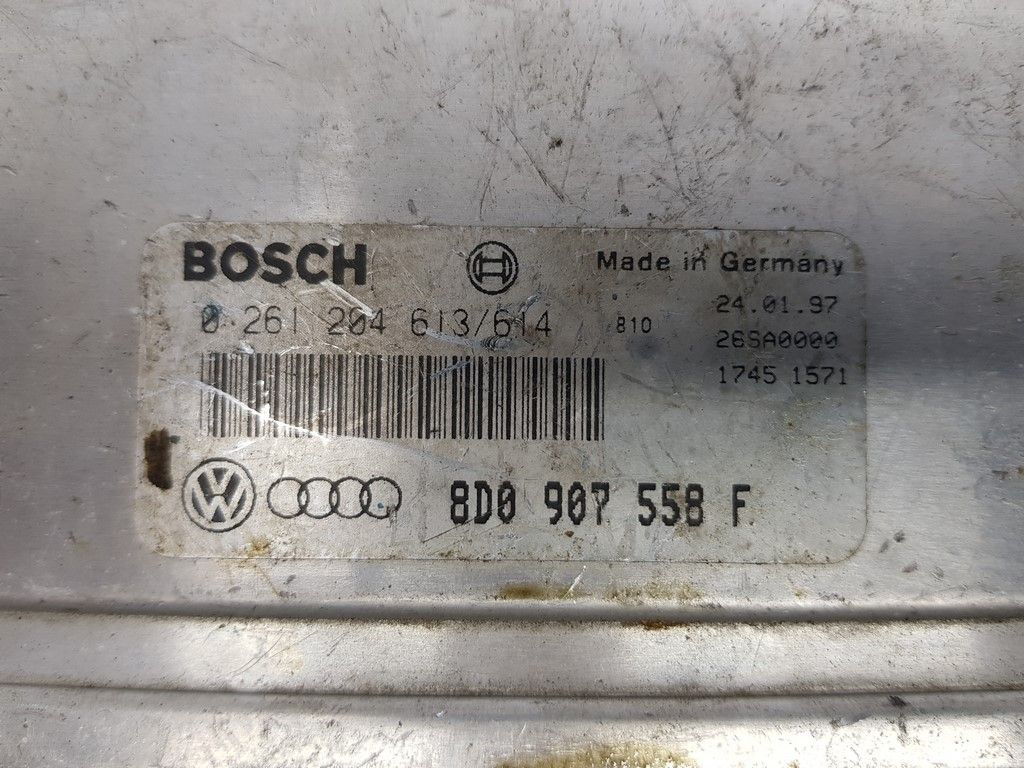 BOSCH Made in Germany
0 261 204 613/614 810 24.01.97
26SA0000
1745 1571
8D0 907 558 F